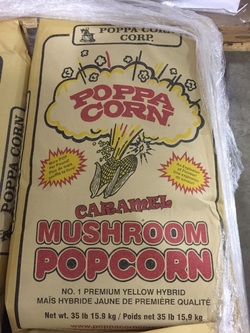 POPPA CORN
CORP.
POPPA CORN
POPPA
CORN
CARAMEL
MUSHROOM
POPCORN
NO. 1 PREMIUM YELLOW HYBRID
MAÏS HYBRIDE JAUNE DE PREMIÈRE QUALITÉ
Net wt. 35 lb 15.9 kg / Poids net 35 lb 15,9 kg